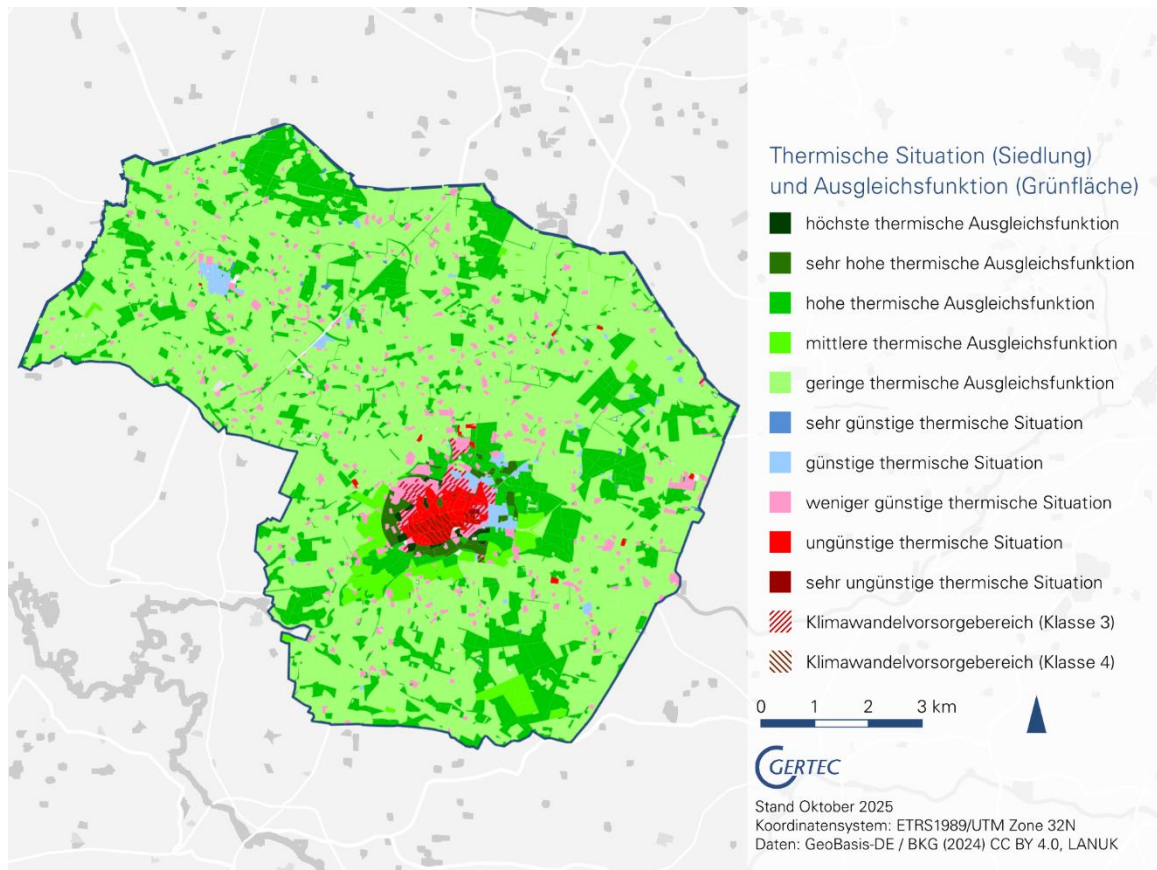 Thermische Situation (Siedlung)
und Ausgleichsfunktion (Grünfläche)
höchste thermische Ausgleichsfunktion
sehr hohe thermische Ausgleichsfunktion
hohe thermische Ausgleichsfunktion
mittlere thermische Ausgleichsfunktion
geringe thermische Ausgleichsfunktion
sehr günstige thermische Situation
günstige thermische Situation
weniger günstige thermische Situation
ungünstige thermische Situation
sehr ungünstige thermische Situation
Klimawandelvorsorgebereich (Klasse 3)
Klimawandelvorsorgebereich (Klasse 4)
0 1 2 3 km
GERTEC
Stand Oktober 2025
Koordinatensystem: ETRS1989/UTM Zone 32N
Daten: GeoBasis-DE / BKG (2024) CC BY 4.0, LANUK